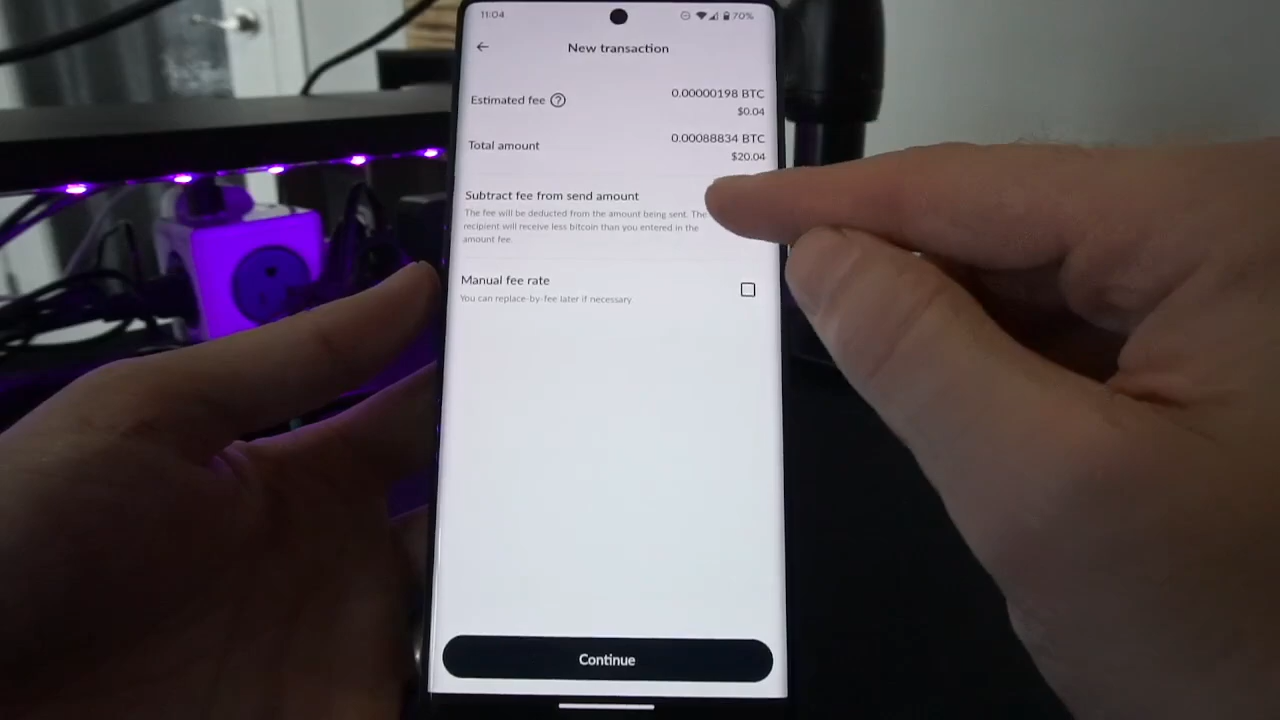 11:04
70%
New transaction
Estimated fee ?
0.00000198 BTC
$0.04
Total amount
0.00088834 BTC
$20.04
Subtract fee from send amount
The fee will be deducted from the amount being sent. The
recipient will receive less bitcoin than you entered in the
amount fee.
Manual fee rate
You can replace-by-fee later if necessary.
Continue